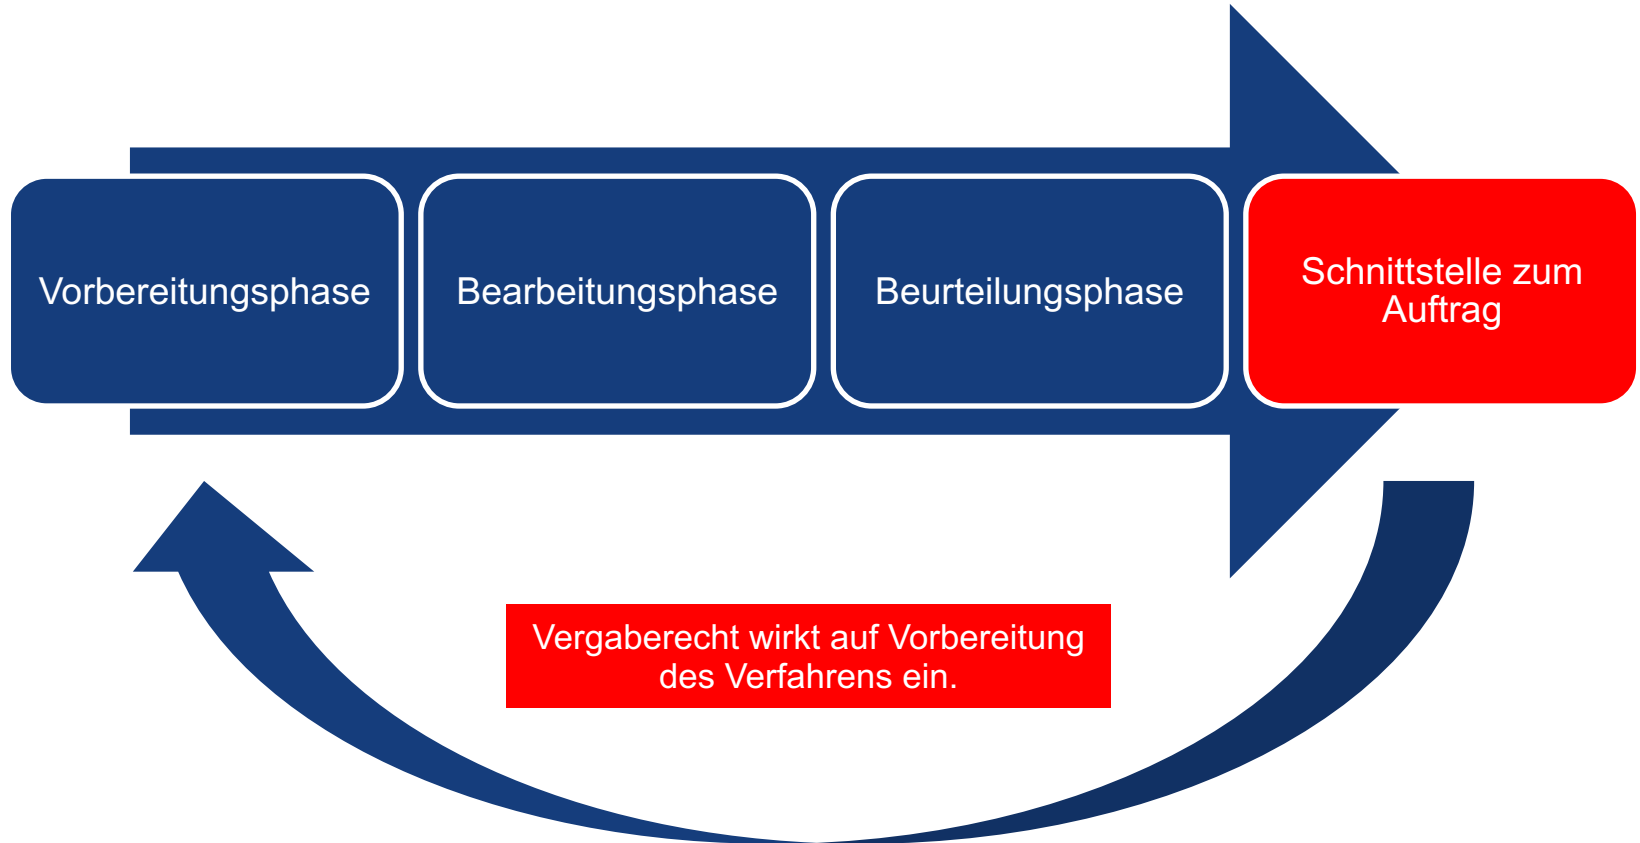 Vorbereitungsphase
Bearbeitungsphase
Beurteilungsphase
Schnittstelle zum
Auftrag
Vergaberecht wirkt auf Vorbereitung
des Verfahrens ein.